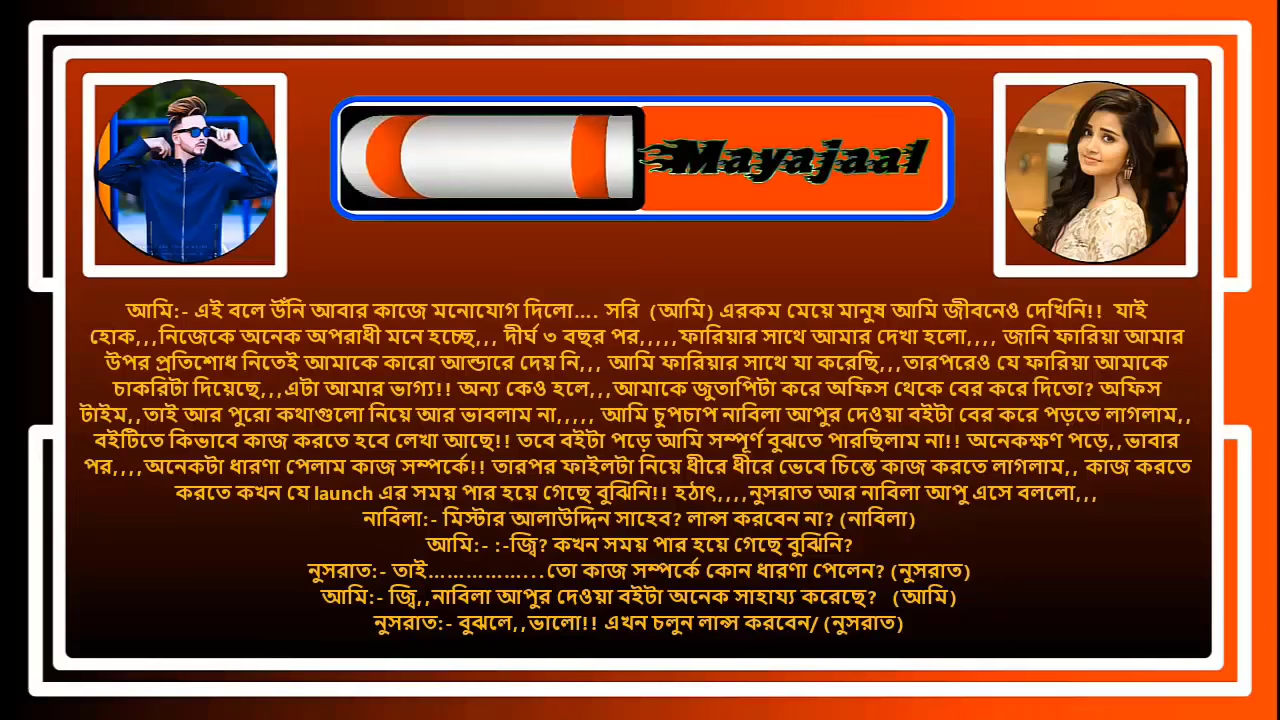 Mayajaal
আমি:- এই বলে উঁনি আবার কাজে মনোযোগ দিলো.... সরি (আমি) এরকম মেয়ে মানুষ আমি জীবনেও দেখিনি!! যাই
হোক,,,নিজেকে অনেক অপরাধী মনে হচ্ছে,,, দীর্ঘ ৩ বছর পর,,,,,ফারিয়ার সাথে আমার দেখা হলো,,,, জানি ফারিয়া আমার
উপর প্রতিশোধ নিতেই আমাকে কারো আন্ডারে দেয় নি,,, আমি ফারিয়ার সাথে যা করেছি,,,তারপরেও যে ফারিয়া আমাকে
চাকরিটা দিয়েছে,,,এটা আমার ভাগ্য!! অন্য কেও হলে,,,আমাকে জুতাপিটা করে অফিস থেকে বের করে দিতো? অফিস
টাইম,,তাই আর পুরো কথাগুলো নিয়ে আর ভাবলাম না,,,,, আমি চুপচাপ নাবিলা আপুর দেওয়া বইটা বের করে পড়তে লাগলাম,,
বইটিতে কিভাবে কাজ করতে হবে লেখা আছে!! তবে বইটা পড়ে আমি সম্পূর্ণ বুঝতে পারছিলাম না!! অনেকক্ষণ পড়ে,,ভাবার
পর,,,,অনেকটা ধারণা পেলাম কাজ সম্পর্কে!! তারপর ফাইলটা নিয়ে ধীরে ধীরে ভেবে চিন্তে কাজ করতে লাগলাম,, কাজ করতে
করতে কখন যে launch এর সময় পার হয়ে গেছে বুঝিনি!! হঠাৎ,,,,নুসরাত আর নাবিলা আপু এসে বললো,,,
নাবিলা:- মিস্টার আলাউদ্দিন সাহেব? লান্স করবেন না? (নাবিলা)
আমি:- :-জ্বি? কখন সময় পার হয়ে গেছে বুঝিনি?
নুসরাত:- তাই..................তো কাজ সম্পর্কে কোন ধারণা পেলেন? (নুসরাত)
আমি:- জ্বি,,নাবিলা আপুর দেওয়া বইটা অনেক সাহায্য করেছে? (আমি)
নুসরাত:- বুঝলে,,ভালো!! এখন চলুন লান্স করবেন/ (নুসরাত)